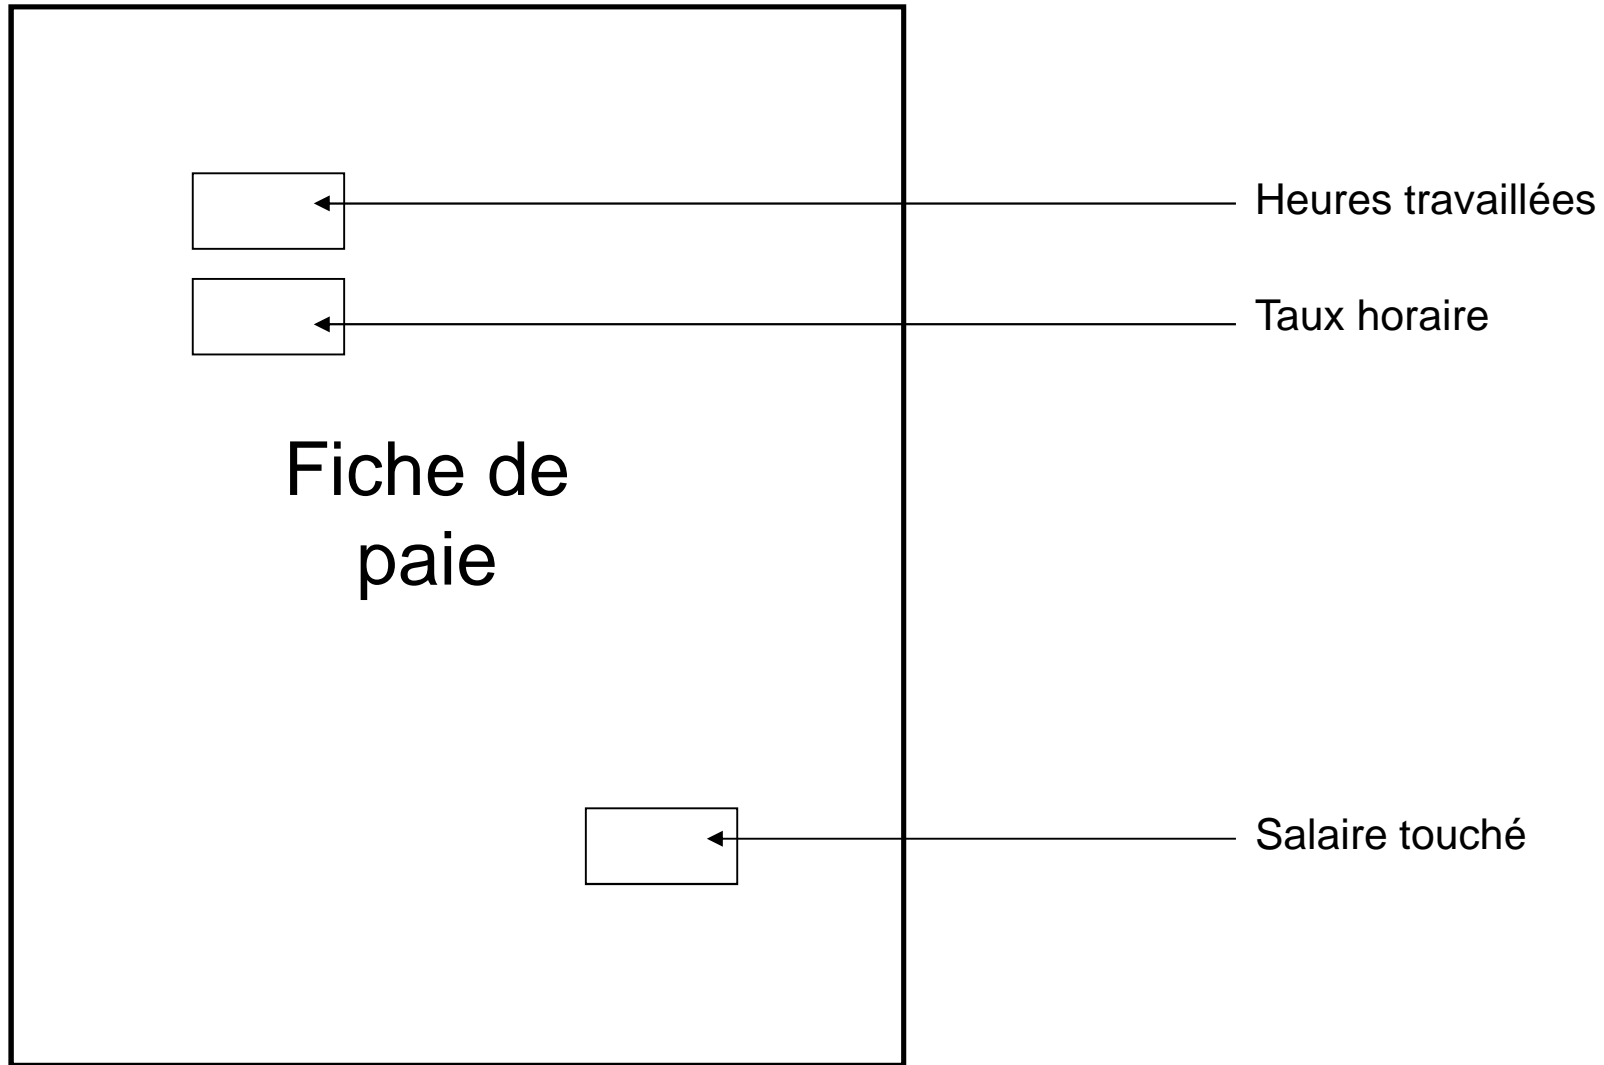 Heures travaillées
Taux horaire
Fiche de
paie
Salaire touché